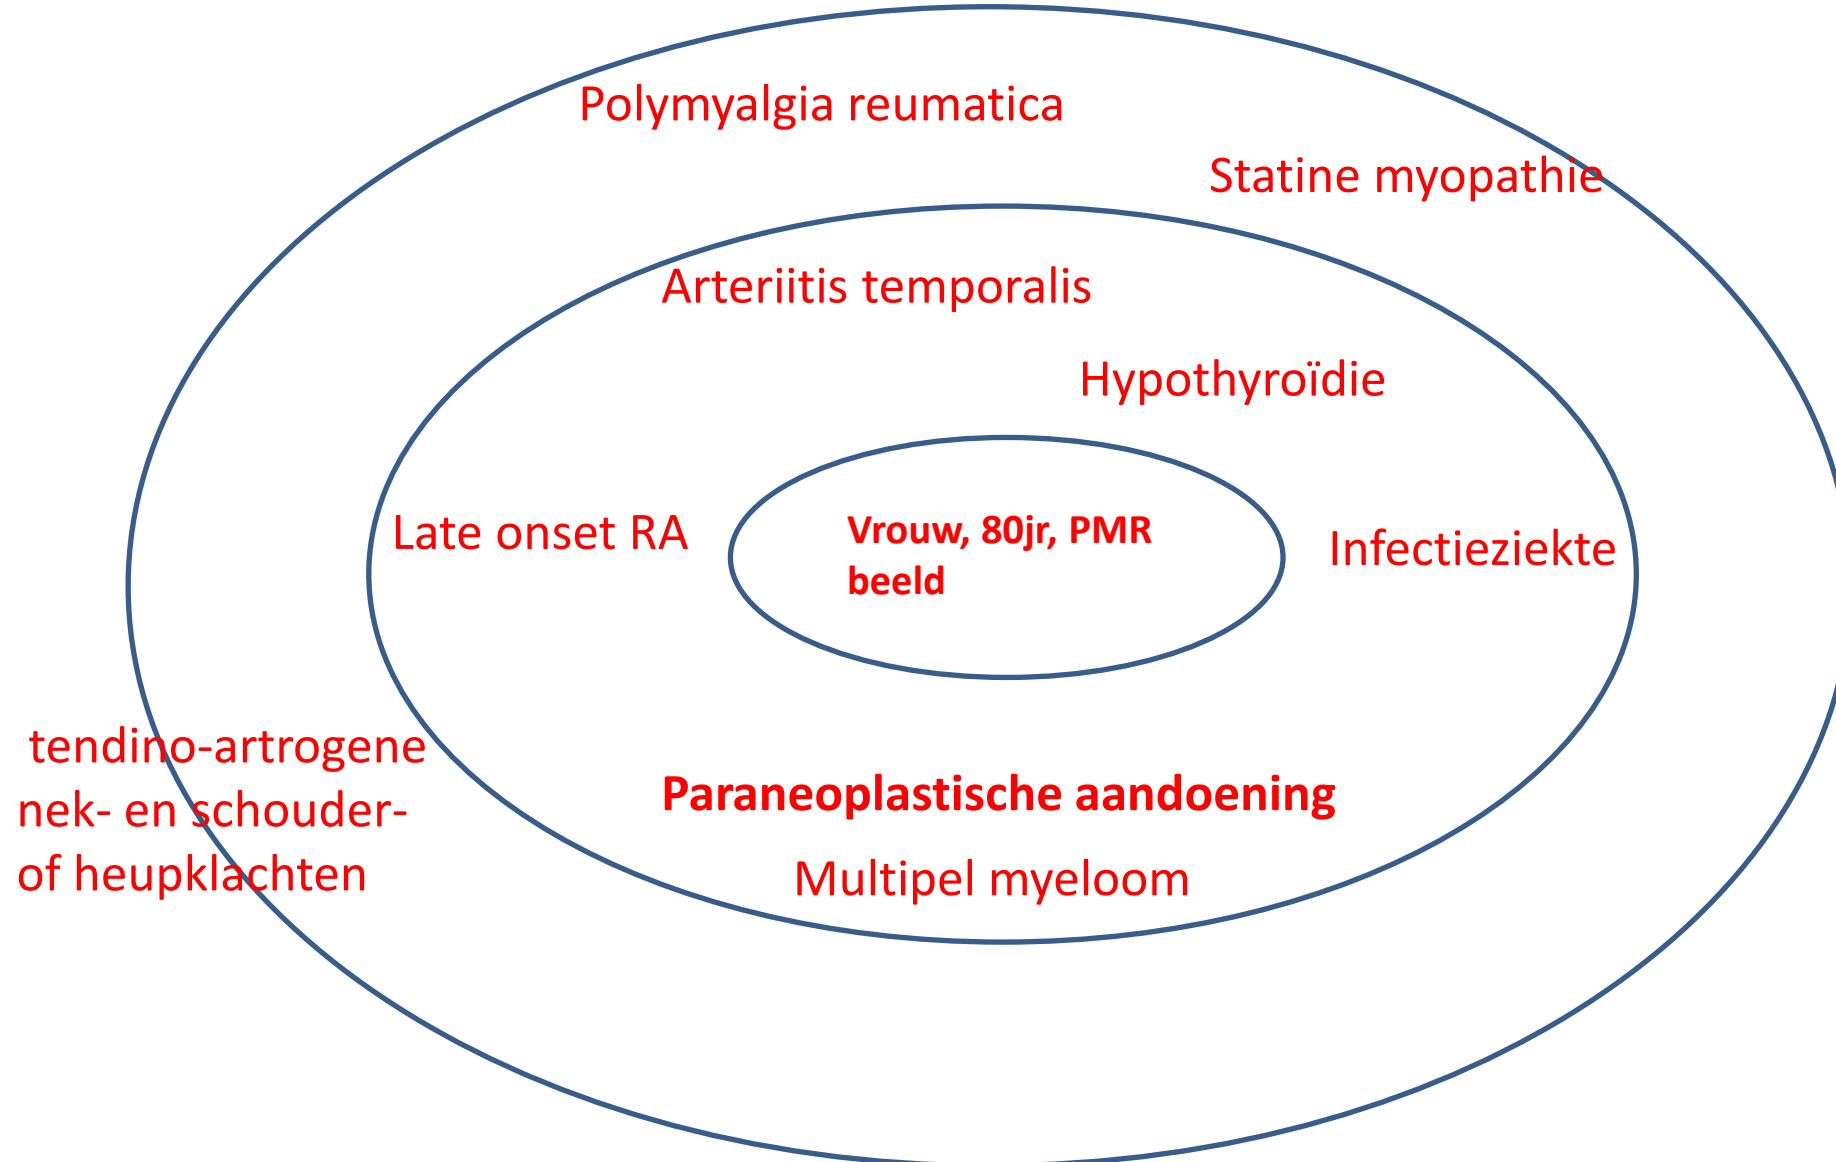 Polymyalgia reumatica
Statine myopathie
Arteriitis temporalis
Hypothyroïdie
Late onset RA
Vrouw, 80jr, PMR
beeld
Infectieziekte
tendino-artrogene
nek- en schouder-
of heupklachten
Paraneoplastische aandoening
Multipel myeloom